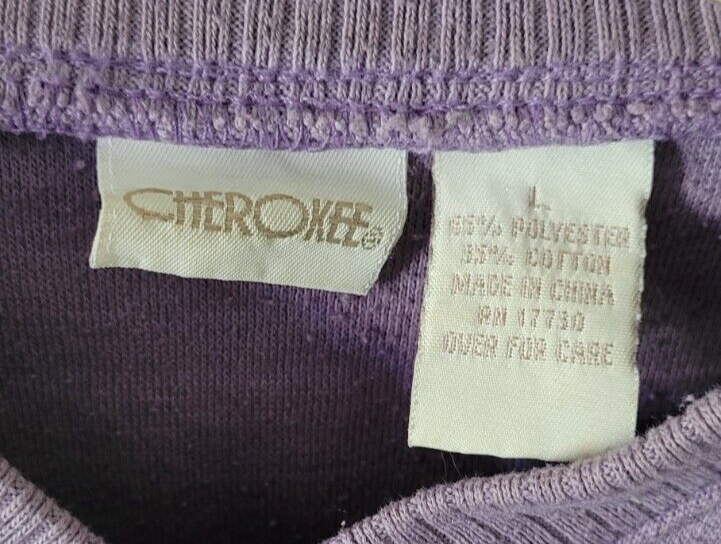 CHEROKEE®
L
65% POLYESTER
35% COTTON
MADE IN CHINA
RN 17730
OVER FOR CARE